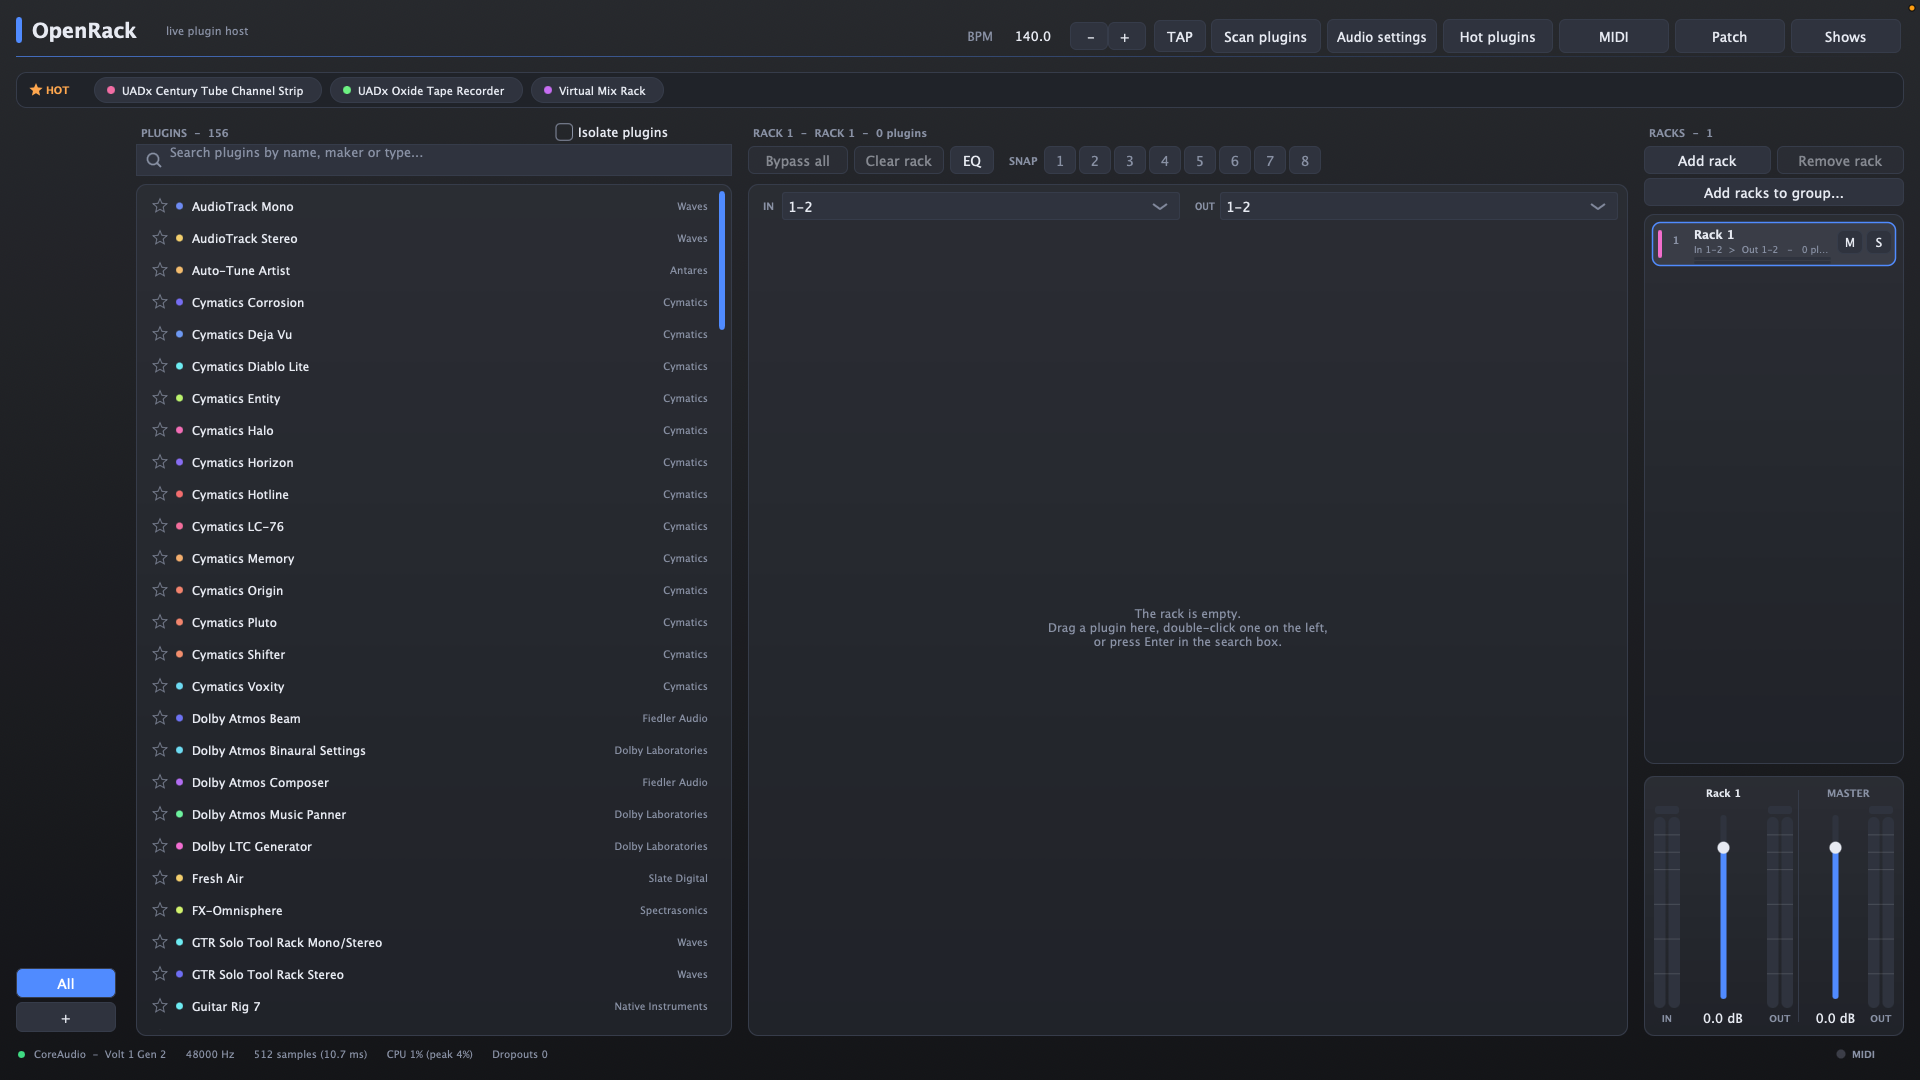 OpenRack
live plugin host
BPM 140.0 - + TAP Scan plugins Audio settings Hot plugins MIDI Patch Shows
HOT UADx Century Tube Channel Strip UADx Oxide Tape Recorder Virtual Mix Rack
PLUGINS – 156
Isolate plugins
Search plugins by name, maker or type...
AudioTrack Mono Waves
AudioTrack Stereo Waves
Auto-Tune Artist Antares
Cymatics Corrosion Cymatics
Cymatics Deja Vu Cymatics
Cymatics Diablo Lite Cymatics
Cymatics Entity Cymatics
Cymatics Halo Cymatics
Cymatics Horizon Cymatics
Cymatics Hotline Cymatics
Cymatics LC-76 Cymatics
Cymatics Memory Cymatics
Cymatics Origin Cymatics
Cymatics Pluto Cymatics
Cymatics Shifter Cymatics
Cymatics Voxity Cymatics
Dolby Atmos Beam Fiedler Audio
Dolby Atmos Binaural Settings Dolby Laboratories
Dolby Atmos Composer Fiedler Audio
Dolby Atmos Music Panner Dolby Laboratories
Dolby LTC Generator Dolby Laboratories
Fresh Air Slate Digital
FX-Omnisphere Spectrasonics
GTR Solo Tool Rack Mono/Stereo Waves
GTR Solo Tool Rack Stereo Waves
Guitar Rig 7 Native Instruments
All
+
RACK 1 – RACK 1 – 0 plugins
Bypass all Clear rack EQ SNAP 1 2 3 4 5 6 7 8
IN 1-2 OUT 1-2
The rack is empty.
Drag a plugin here, double-click one on the left,
or press Enter in the search box.
RACKS – 1
Add rack Remove rack
Add racks to group...
1 Rack 1 M S
In 1-2 > Out 1-2 – 0 pl...
Rack 1 MASTER
IN 0.0 dB OUT 0.0 dB OUT
CoreAudio – Volt 1 Gen 2 48000 Hz 512 samples (10.7 ms) CPU 1% (peak 4%) Dropouts 0 MIDI